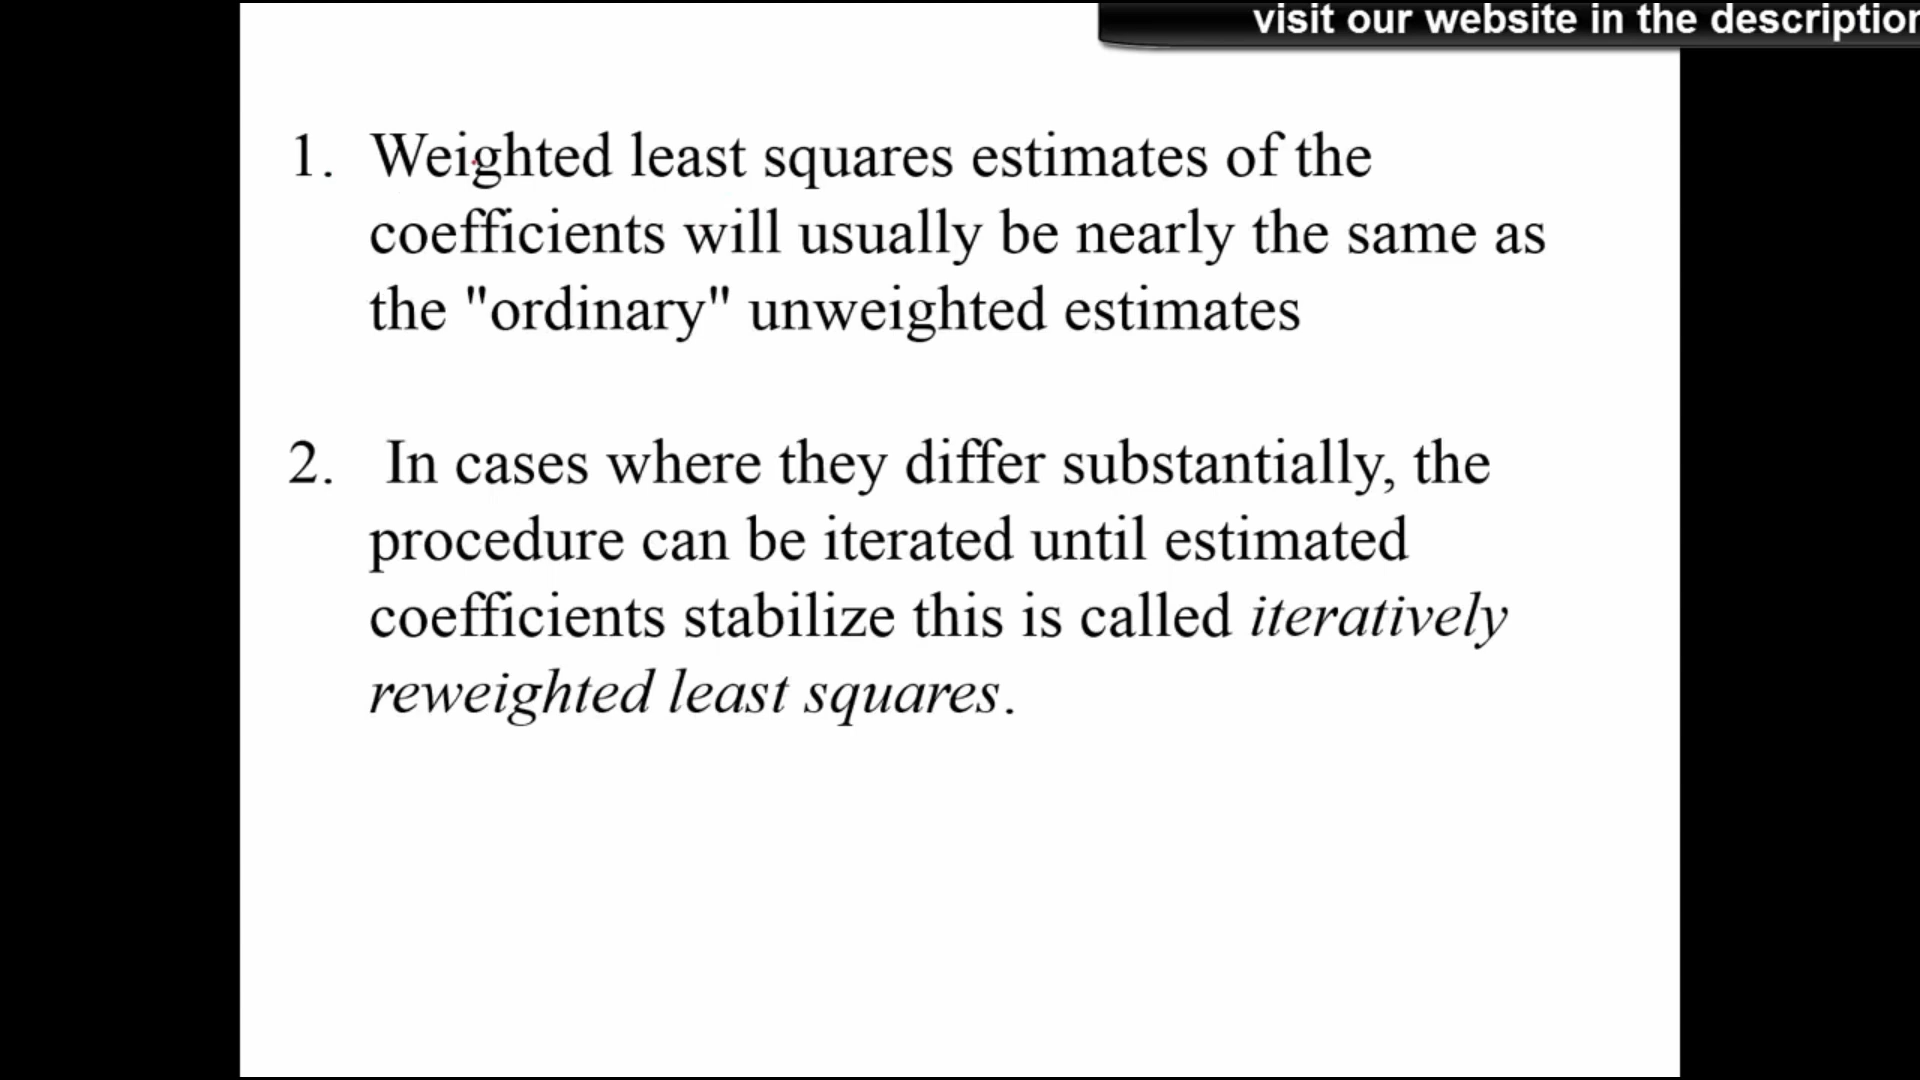 visit our website in the description
1. Weighted least squares estimates of the
coefficients will usually be nearly the same as
the "ordinary" unweighted estimates
2. In cases where they differ substantially, the
procedure can be iterated until estimated
coefficients stabilize this is called iteratively
reweighted least squares.